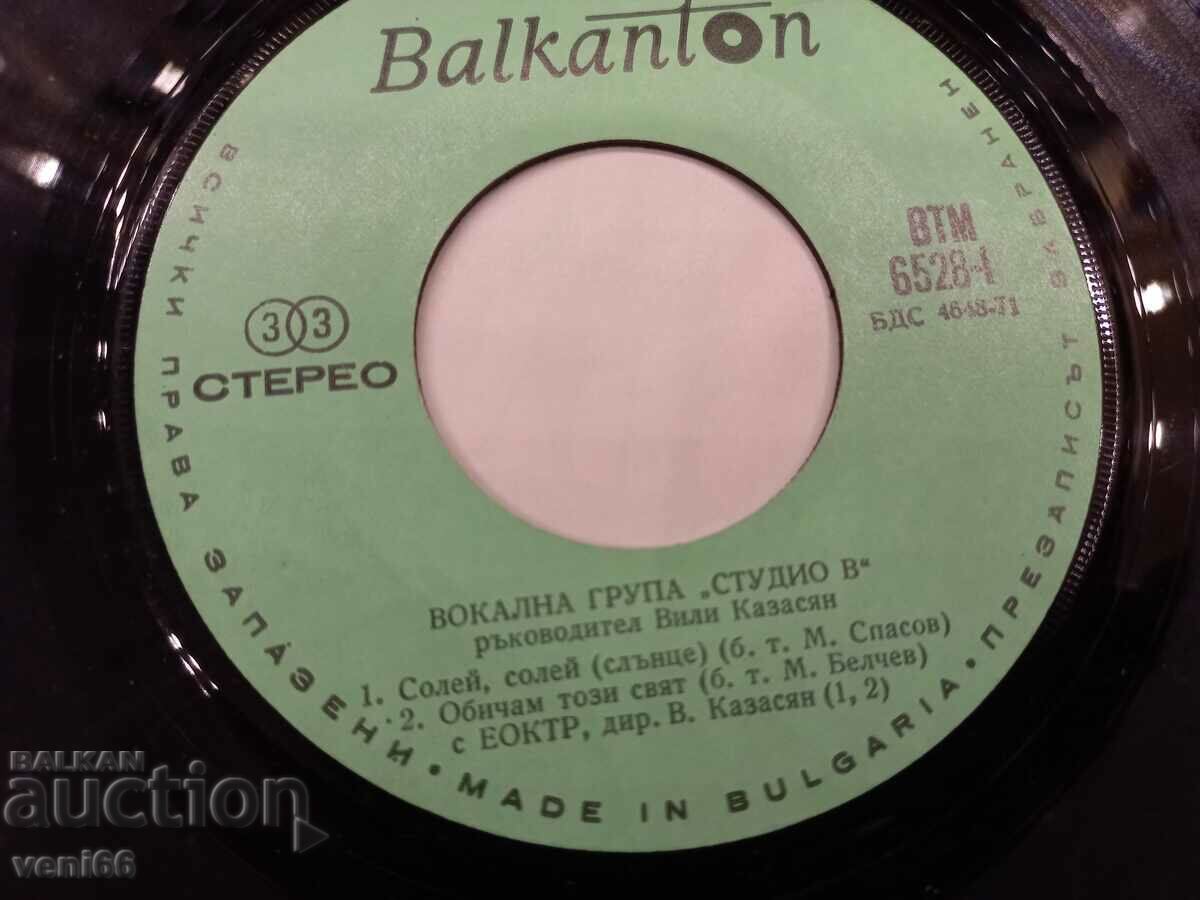 Balkanton
ВСИЧКИ ПРАВА ЗАПАЗЕНИ • MADE IN BULGARIA • ПРЕЗАПИСЪТ ЗАБРАНЕН
33
СТЕРЕО
ВТМ
6528-I
БДС 4648-71
ВОКАЛНА ГРУПА „СТУДИО В“
ръководител Вили Казасян
1. Солей, солей (слънце) (б. т. М. Спасов)
2. Обичам този свят (б. т. М. Белчев)
с ЕОКТР, дир. В. Казасян (1, 2)
BALKAN
auction
veni66